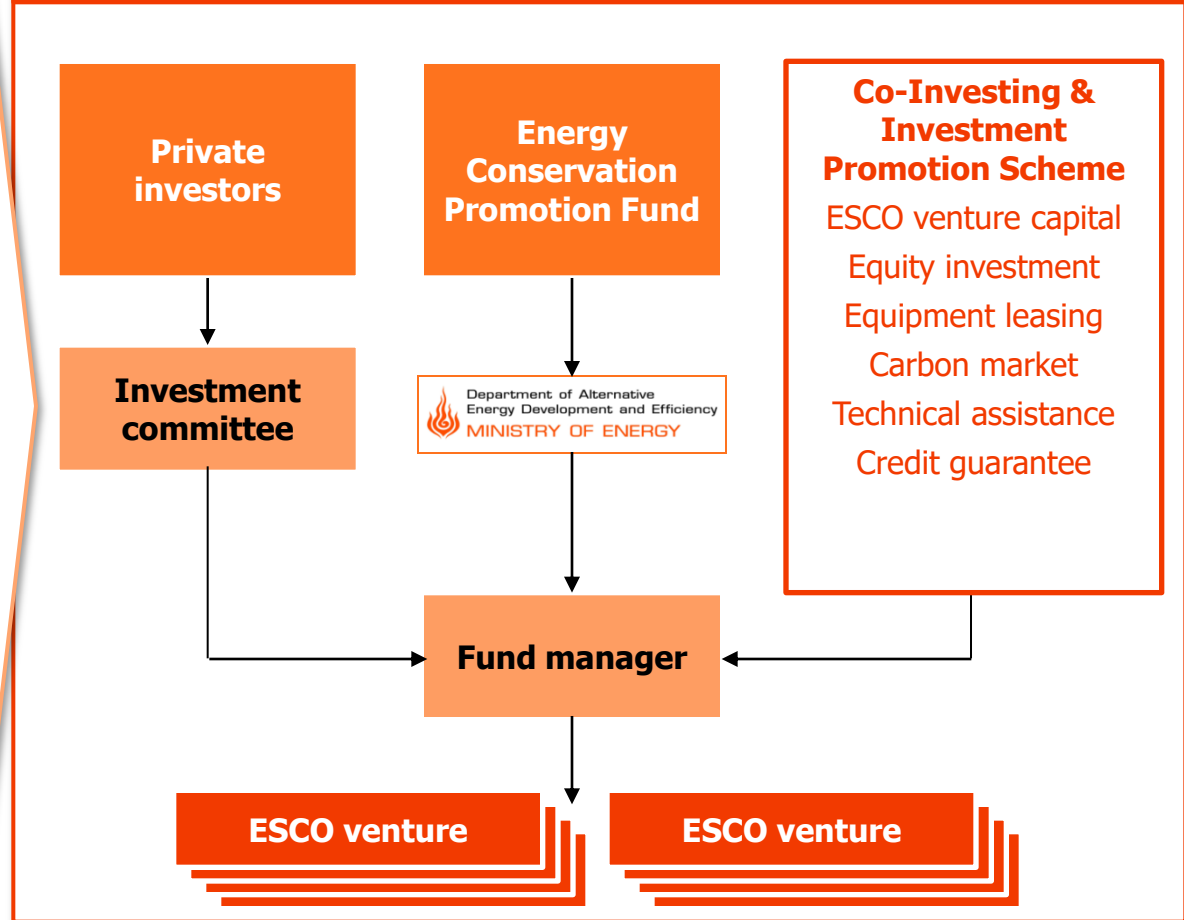 Private
investors
Energy
Conservation
Promotion Fund
Co-Investing &
Investment
Promotion Scheme
ESCO venture capital
Equity investment
Equipment leasing
Carbon market
Technical assistance
Credit guarantee
Investment
committee
Department of Alternative
Energy Development and Efficiency
MINISTRY OF ENERGY
Fund manager
ESCO venture
ESCO venture